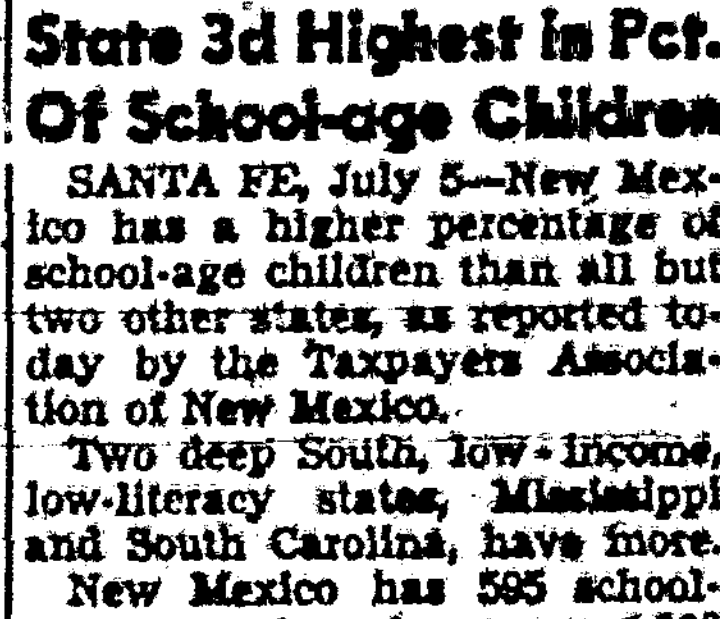 State 3d Highest in Pct.
Of School-age Children
SANTA FE, July 5—New Mex-
ico has a higher percentage of
school-age children than all but
two other states, as reported to-
day by the Taxpayers Associa-
tion of New Mexico.
Two deep South, low-income,
low-literacy states, Mississippi
and South Carolina, have more.
New Mexico has 595 school-